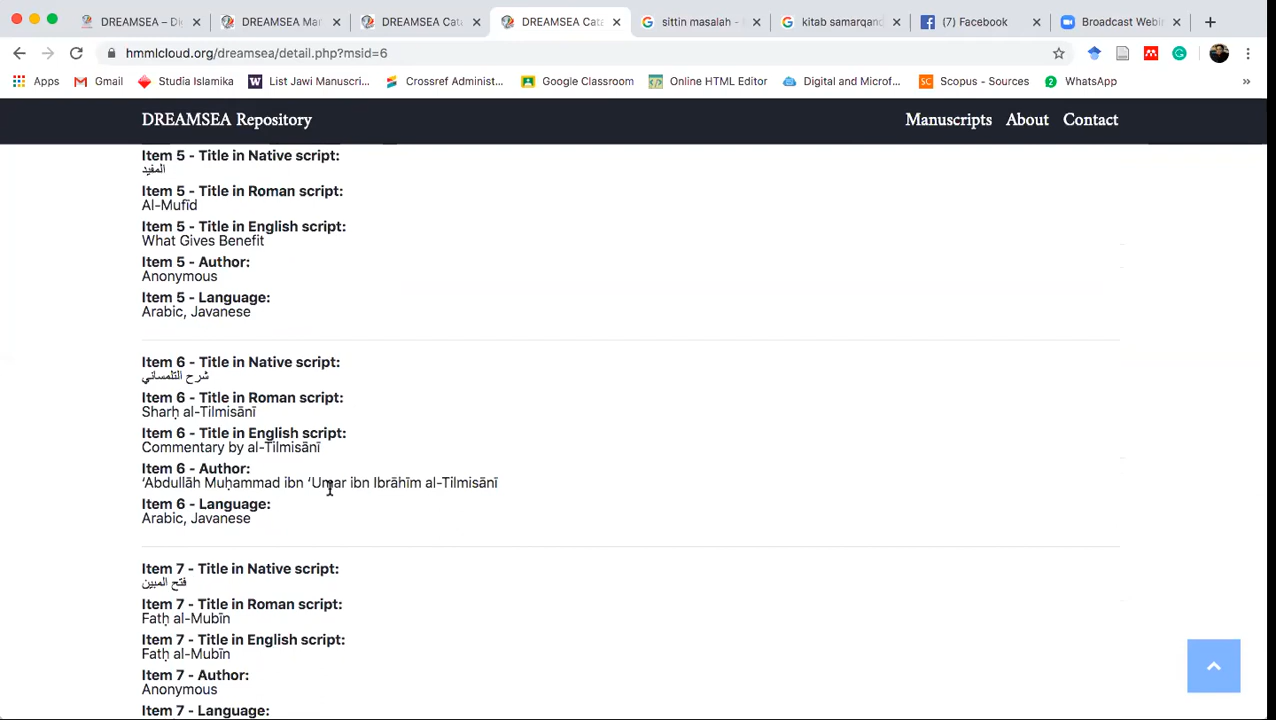 DREAMSEA – Di
DREAMSEA Mar
DREAMSEA Cata
DREAMSEA Cata
sittin masalah -
kitab samarqand
(7) Facebook
Broadcast Webi
hmmlcloud.org/dreamsea/detail.php?msid=6
Apps
Gmail
Studia Islamika
List Jawi Manuscri...
Crossref Administ...
Google Classroom
Online HTML Editor
Digital and Microf...
Scopus - Sources
WhatsApp
DREAMSEA Repository
Manuscripts
About
Contact
Item 5 - Title in Native script:
المفيد
Item 5 - Title in Roman script:
Al-Mufīd
Item 5 - Title in English script:
What Gives Benefit
Item 5 - Author:
Anonymous
Item 5 - Language:
Arabic, Javanese
Item 6 - Title in Native script:
شرح التلمساني
Item 6 - Title in Roman script:
Sharḥ al-Tilmisānī
Item 6 - Title in English script:
Commentary by al-Tilmisānī
Item 6 - Author:
‘Abdullāh Muḥammad ibn ‘Umar ibn Ibrāhīm al-Tilmisānī
Item 6 - Language:
Arabic, Javanese
Item 7 - Title in Native script:
فتح المبين
Item 7 - Title in Roman script:
Fatḥ al-Mubīn
Item 7 - Title in English script:
Fatḥ al-Mubīn
Item 7 - Author:
Anonymous
Item 7 - Language: